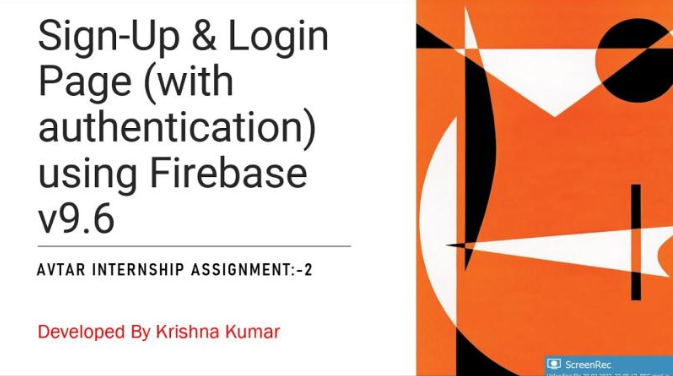 Sign-Up & Login
Page (with
authentication)
using Firebase
v9.6
AVTAR INTERNSHIP ASSIGNMENT:-2
Developed By Krishna Kumar
ScreenRec